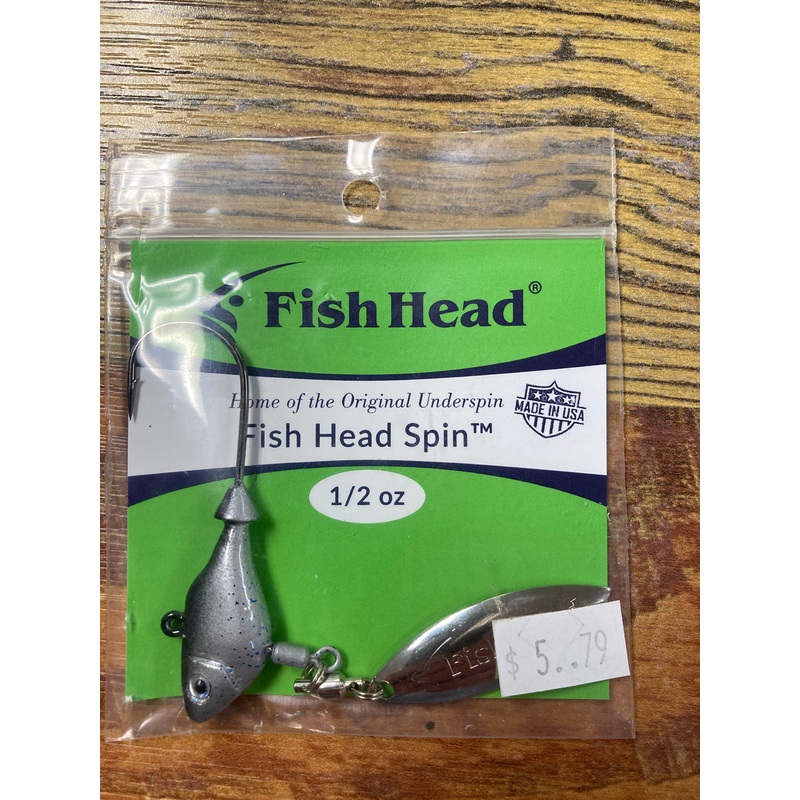 Fish Head®
Home of the Original Underspin
MADE IN USA
Fish Head Spin™
1/2 oz
$ 5..79